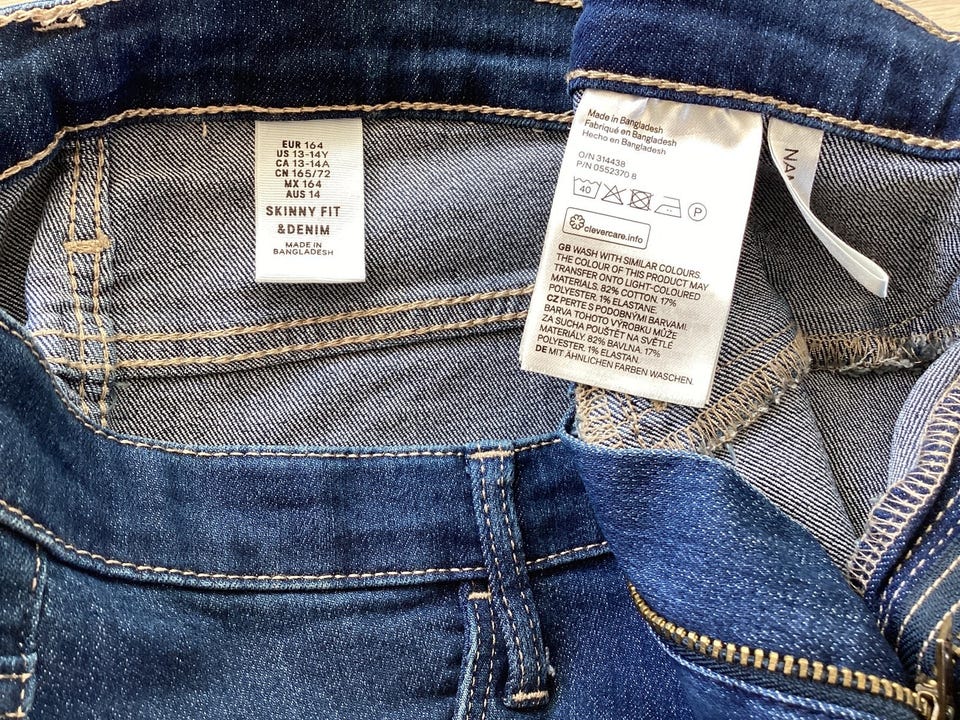 EUR 164
US 13-14Y
CA 13-14A
CN 165/72
MX 164
AUS 14
SKINNY FIT
&DENIM
MADE IN
BANGLADESH
Made in Bangladesh
Fabriqué en Bangladesh
Hecho en Bangladesh
O/N 314438
P/N 0552370 8
40
P
clevercare.info
GB WASH WITH SIMILAR COLOURS.
THE COLOUR OF THIS PRODUCT MAY
TRANSFER ONTO LIGHT-COLOURED
MATERIALS. 82% COTTON. 17%
POLYESTER. 1% ELASTANE.
CZ PERTE S PODOBNÝMI BARVAMI.
BARVA TOHOTO VÝROBKU MŮŽE
ZA SUCHA POUŠTĚT NA SVĚTLÉ
MATERIÁLY. 82% BAVLNA. 17%
POLYESTER. 1% ELASTAN.
DE MIT ÄHNLICHEN FARBEN WASCHEN.